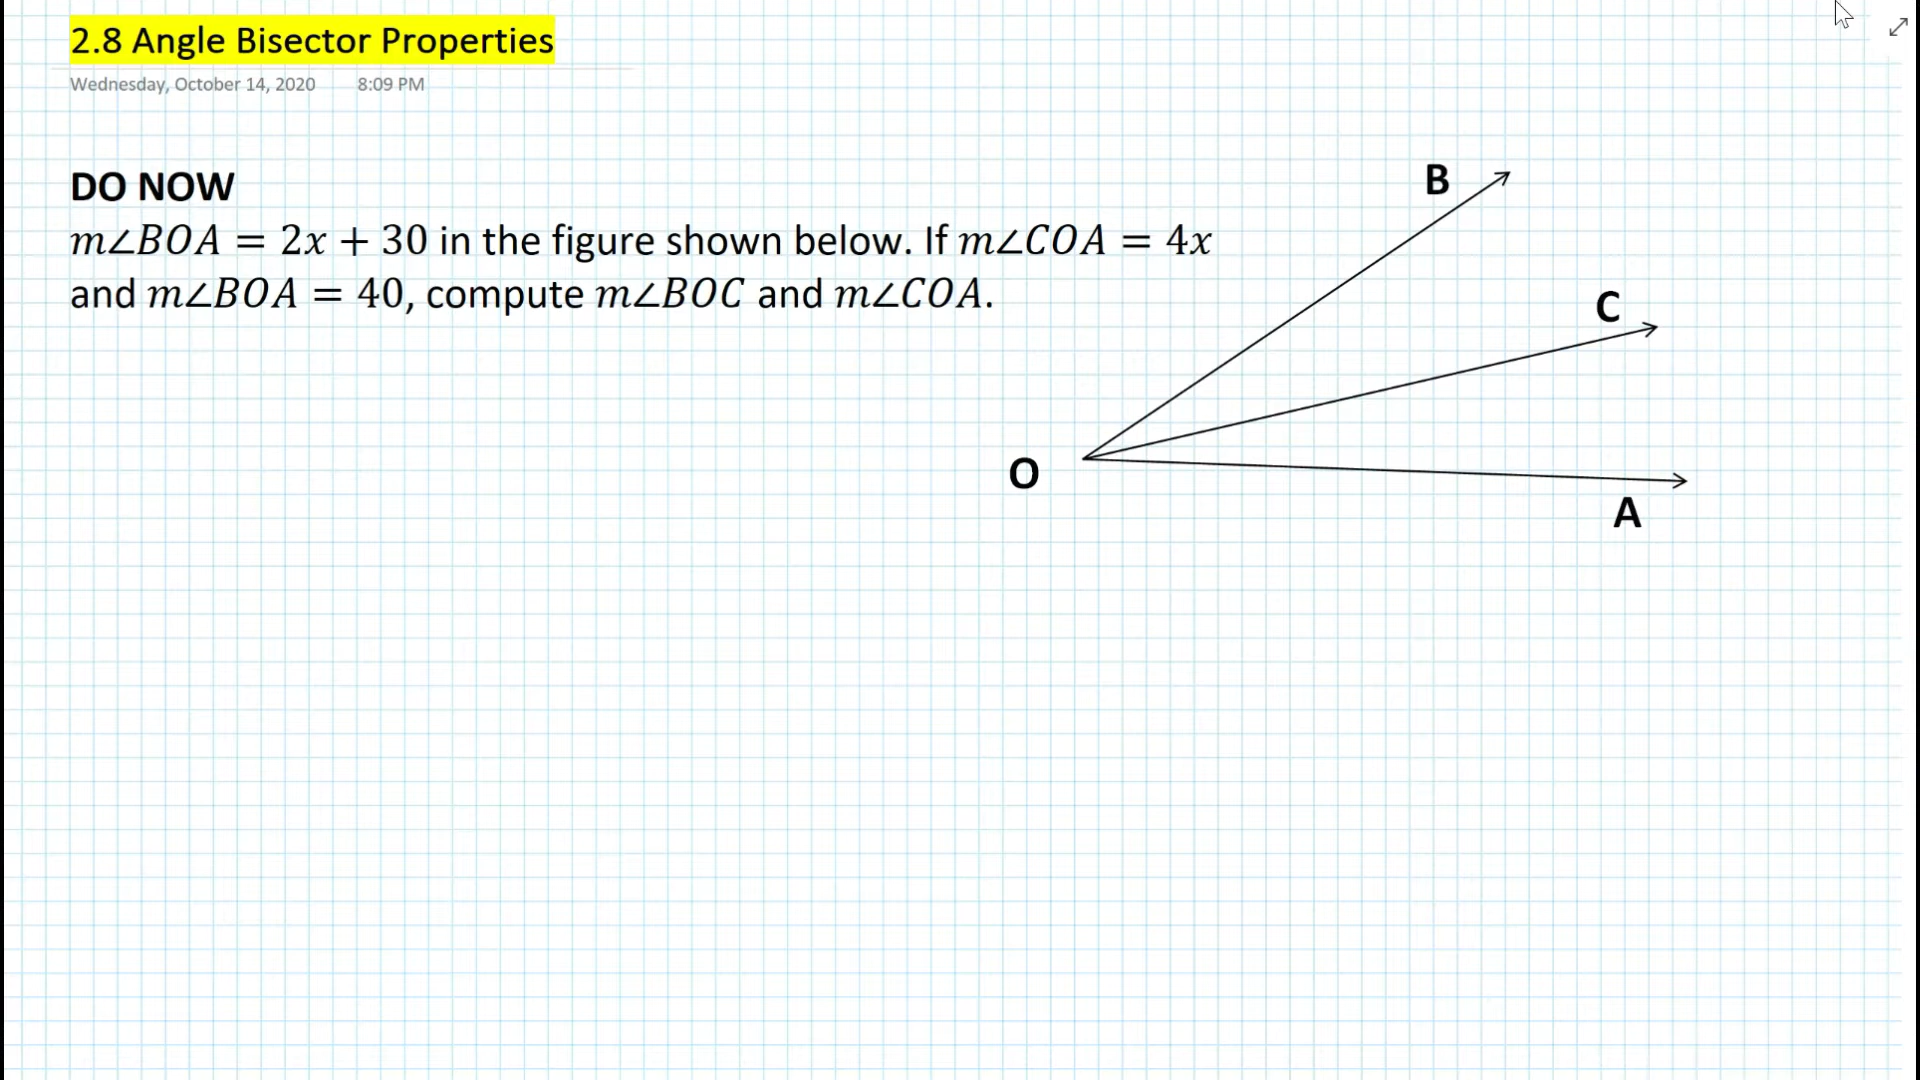 2.8 Angle Bisector Properties
Wednesday, October 14, 2020 8:09 PM
DO NOW
m∠BOA = 2x + 30 in the figure shown below. If m∠COA = 4x
and m∠BOA = 40, compute m∠BOC and m∠COA.
B
C
O
A